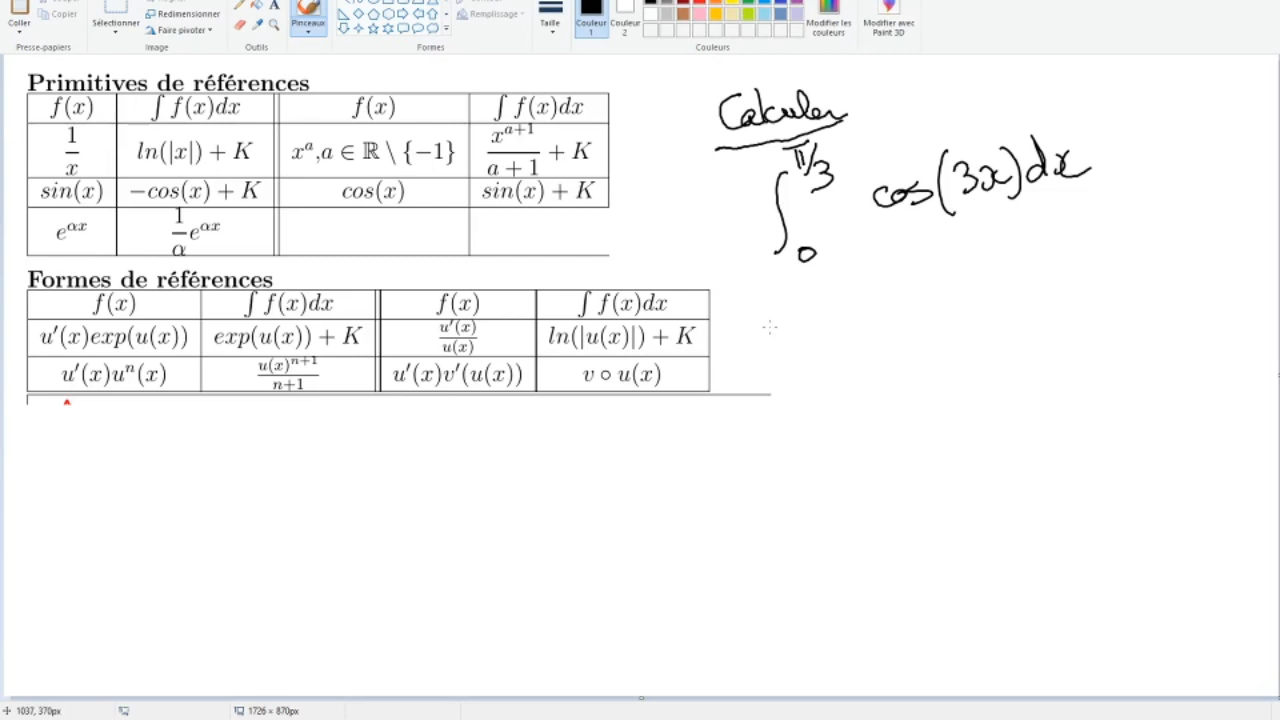 Coller
Copier
Presse-papiers
Sélectionner
Redimensionner
Faire pivoter
Image
Outils
Pinceaux
Remplissage
Formes
Taille
Couleur 1
Couleur 2
Modifier les couleurs
Couleurs
Modifier avec Paint 3D
Primitives de références
f(x) ∫ f(x)dx f(x) ∫ f(x)dx
1/x ln(|x|) + K x^a, a ∈ ℝ \ {−1} x^{a+1}/(a+1) + K
sin(x) −cos(x) + K cos(x) sin(x) + K
e^{αx} 1/α e^{αx}
Formes de références
f(x) ∫ f(x)dx f(x) ∫ f(x)dx
u'(x)exp(u(x)) exp(u(x)) + K u'(x)/u(x) ln(|u(x)|) + K
u'(x)u^n(x) u(x)^{n+1}/(n+1) u'(x)v'(u(x)) v ∘ u(x)
Calculer
∫_0^{π/3} cos(3x)dx
1037, 370px
1726 × 870px